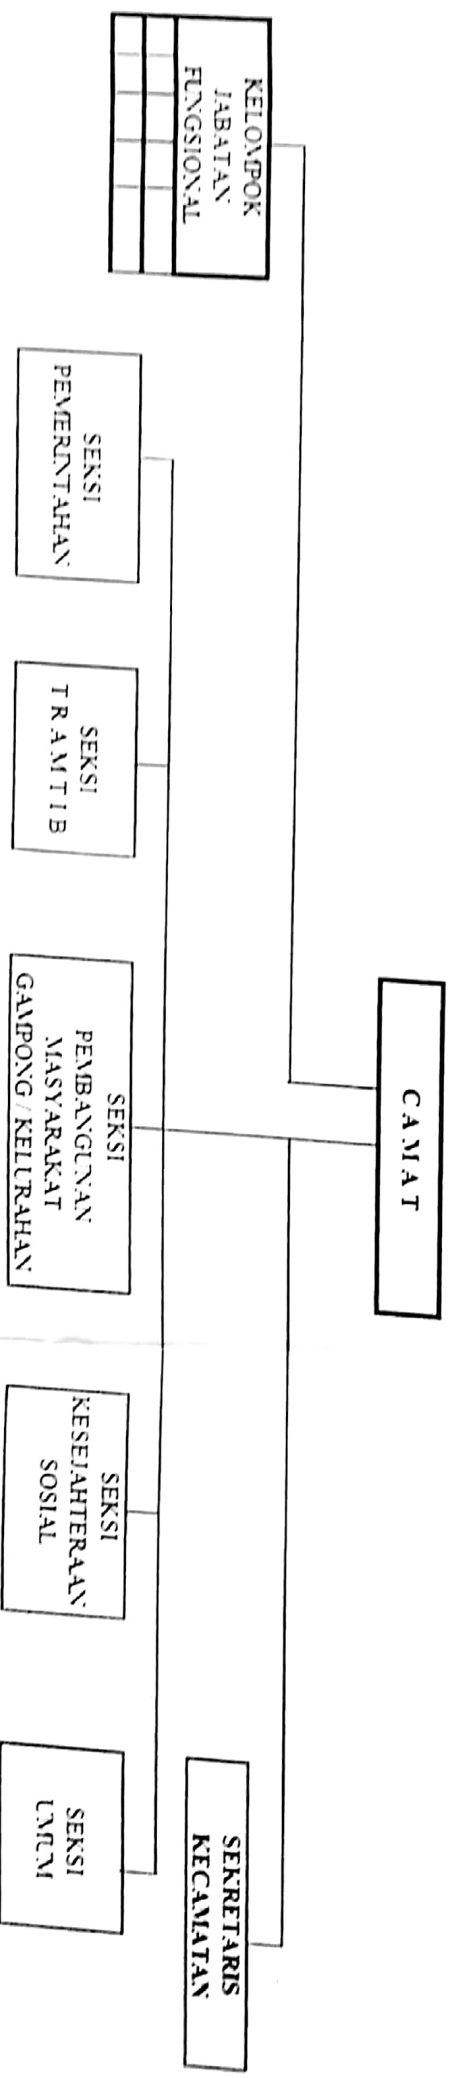 C A M A T
KELOMPOK
JABATAN
FUNGSIONAL
SEKRETARIS
KECAMATAN
SEKSI
PEMERINTAHAN
SEKSI
T R A M T I B
SEKSI
PEMBANGUNAN
MASYARAKAT
GAMPONG / KELURAHAN
SEKSI
KESEJAHTERAAN
SOSIAL
SEKSI
UMUM